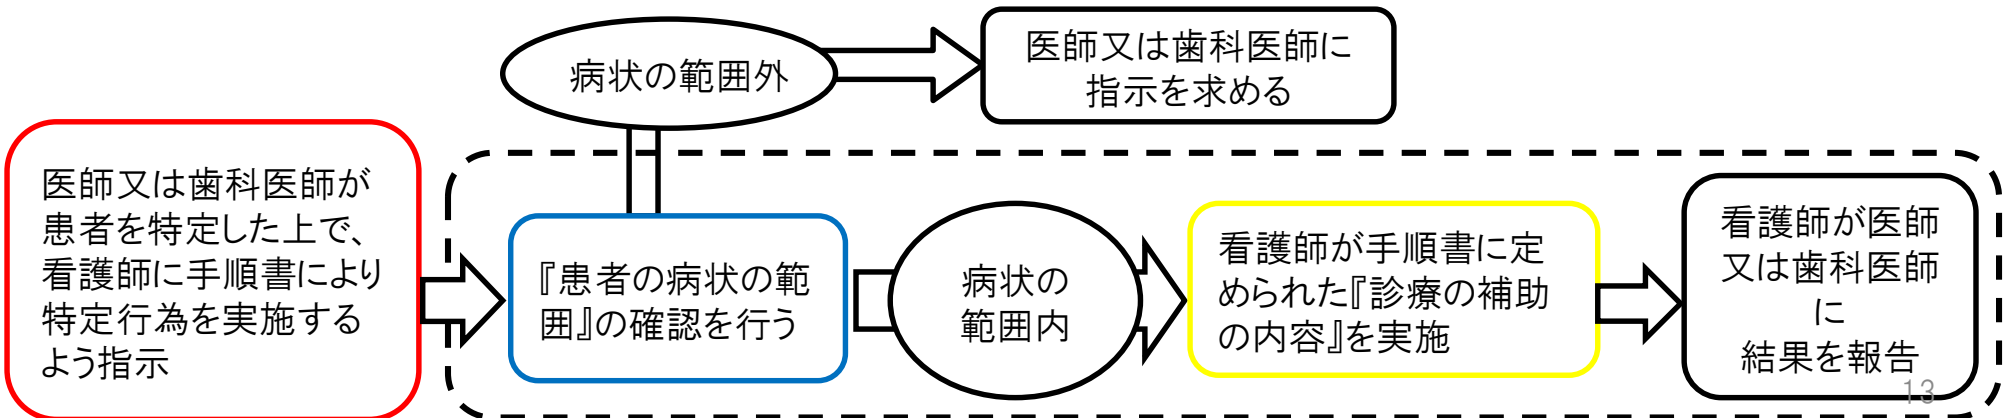 病状の範囲外
医師又は歯科医師に
指示を求める
医師又は歯科医師が
患者を特定した上で、
看護師に手順書により
特定行為を実施する
よう指示
『患者の病状の範
囲』の確認を行う
病状の
範囲内
看護師が手順書に定
められた『診療の補助
の内容』を実施
看護師が医師
又は歯科医師
に
結果を報告
13